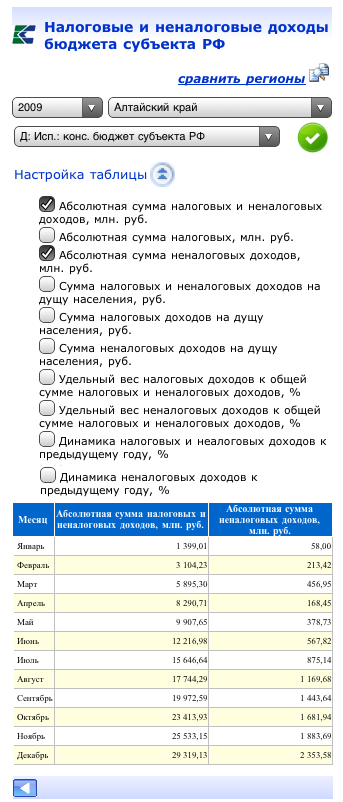 Налоговые и неналоговые доходы
бюджета субъекта РФ
сравнить регионы
2009
Алтайский край
Д: Исп.: конс. бюджет субъекта РФ
Настройка таблицы
Абсолютная сумма налоговых и неналоговых
доходов, млн. руб.
Абсолютная сумма налоговых, млн. руб.
Абсолютная сумма неналоговых доходов,
млн. руб.
Сумма налоговых и неналоговых доходов на
дущу населения, руб.
Сумма налоговых доходов на дущу
населения, руб.
Сумма неналоговых доходов на дущу
населения, руб.
Удельный вес налоговых доходов к общей
сумме налоговых и неналоговых доходов, %
Удельный вес неналоговых доходов к общей
сумме налоговых и неналоговых доходов, %
Динамика налоговых и неалоговых доходов к
предыдущему году, %
Динамика неналоговых доходов к
предыдущему году, %
Месяц Абсолютная сумма налоговых и неналоговых доходов, млн. руб. Абсолютная сумма неналоговых доходов, млн. руб.
Январь 1 399,01 58,00
Февраль 3 104,23 213,42
Март 5 895,30 456,95
Апрель 8 290,71 168,45
Май 9 907,65 378,73
Июнь 12 216,98 567,82
Июль 15 646,64 875,14
Август 17 744,29 1 169,68
Сентябрь 19 972,59 1 443,64
Октябрь 23 413,93 1 681,94
Ноябрь 25 533,15 1 883,69
Декабрь 29 319,13 2 353,58